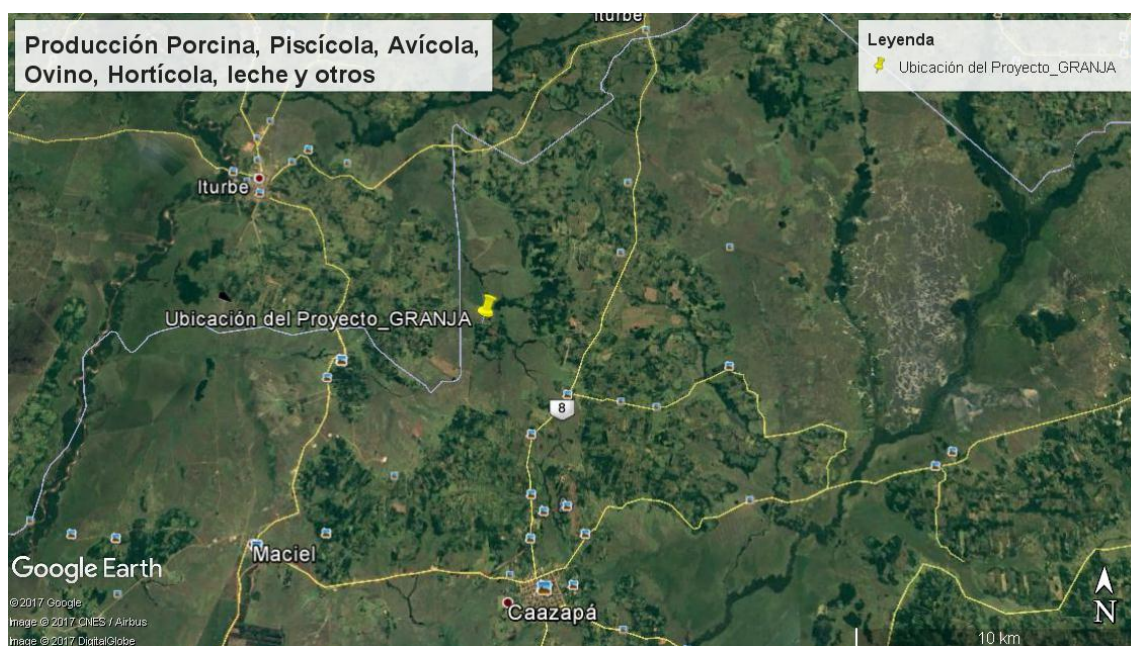 Producción Porcina, Piscícola, Avícola,
Ovino, Hortícola, leche y otros
Iturbe
Leyenda
Ubicación del Proyecto_GRANJA
Iturbe
Ubicación del Proyecto_GRANJA
8
Maciel
Caazapá
Google Earth
© 2017 Google
Image © 2017 CNES / Airbus
Image © 2017 DigitalGlobe
N
10 km